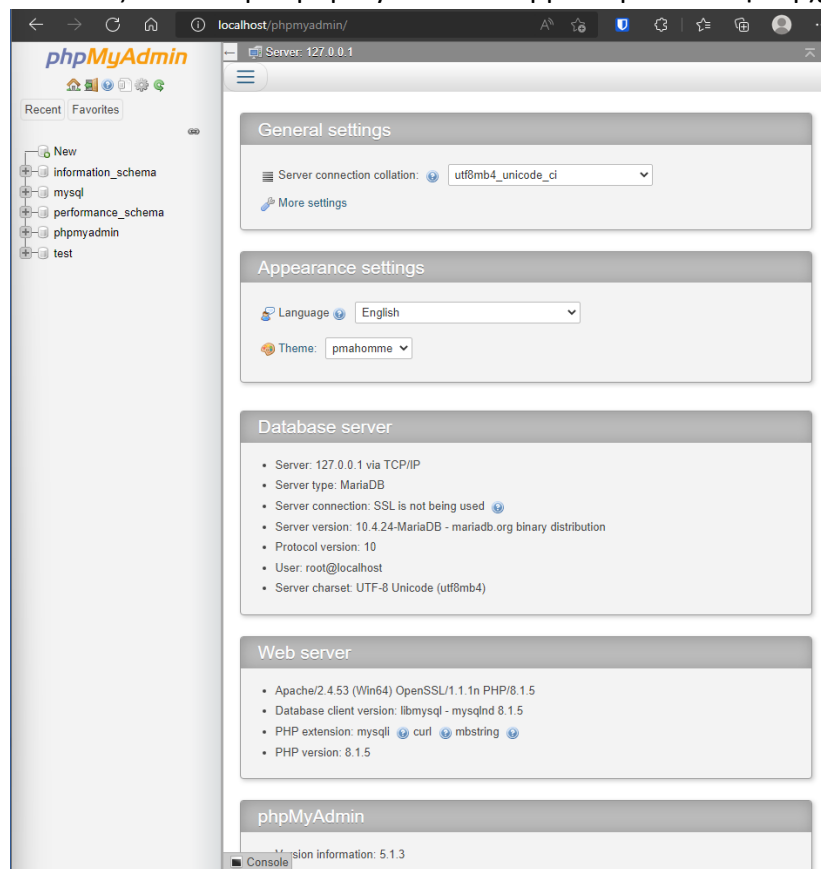 localhost/phpmyadmin/
phpMyAdmin
Recent Favorites
New
information_schema
mysql
performance_schema
phpmyadmin
test
Server: 127.0.0.1
General settings
Server connection collation: utf8mb4_unicode_ci
More settings
Appearance settings
Language English
Theme: pmahomme
Database server
• Server: 127.0.0.1 via TCP/IP
• Server type: MariaDB
• Server connection: SSL is not being used
• Server version: 10.4.24-MariaDB - mariadb.org binary distribution
• Protocol version: 10
• User: root@localhost
• Server charset: UTF-8 Unicode (utf8mb4)
Web server
• Apache/2.4.53 (Win64) OpenSSL/1.1.1n PHP/8.1.5
• Database client version: libmysql - mysqlnd 8.1.5
• PHP extension: mysqli curl mbstring
• PHP version: 8.1.5
phpMyAdmin
information: 5.1.3
Console